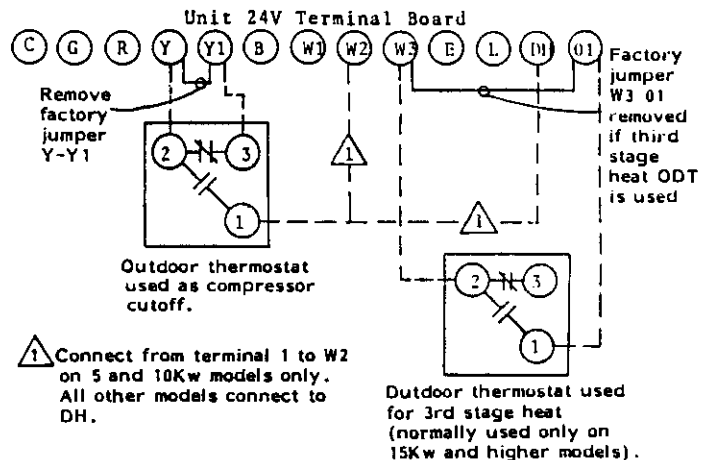 Unit 24V Terminal Board
C G R Y Y1 B W1 W2 W3 E L DH 01
Remove
factory
jumper
Y-Y1
Factory
jumper
W3 01
removed
if third
stage
heat ODT
is used
2 3
1
1
1
Outdoor thermostat
used as compressor
cutoff.
2 3
1
1 Connect from terminal 1 to W2
on 5 and 10Kw models only.
All other models connect to
DH.
Outdoor thermostat used
for 3rd stage heat
(normally used only on
15Kw and higher models).